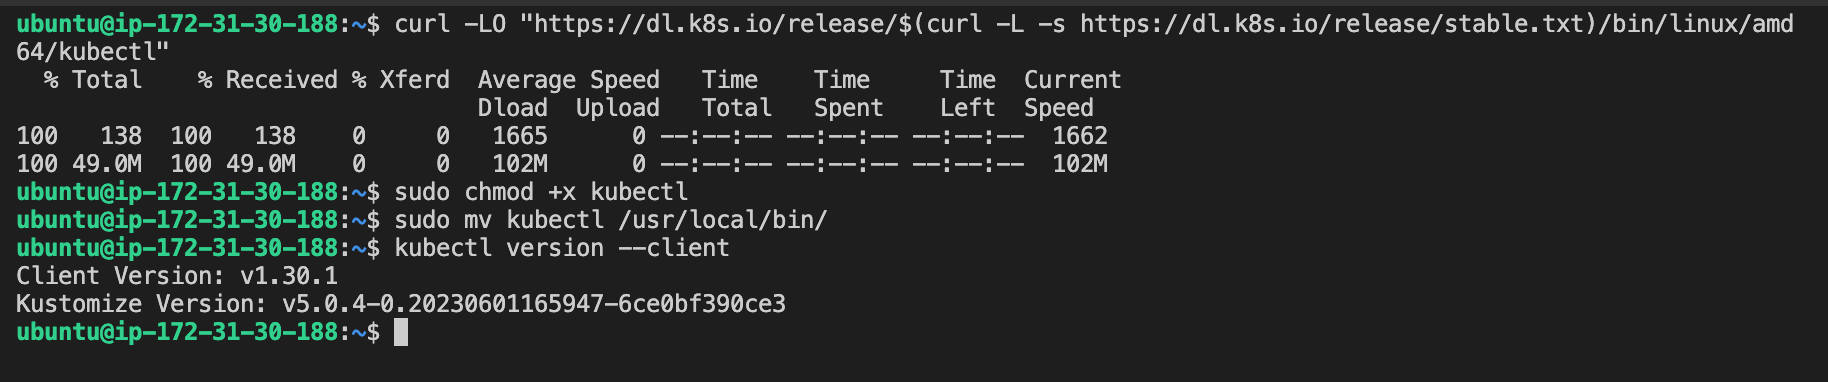 ubuntu@ip-172-31-30-188:~$ curl -LO "https://dl.k8s.io/release/$(curl -L -s https://dl.k8s.io/release/stable.txt)/bin/linux/amd
64/kubectl"
  % Total    % Received % Xferd  Average Speed   Time    Time     Time  Current
                                 Dload  Upload   Total   Spent    Left  Speed
100   138  100   138    0     0   1665      0 --:--:-- --:--:-- --:--:--  1662
100 49.0M  100 49.0M    0     0   102M      0 --:--:-- --:--:-- --:--:--  102M
ubuntu@ip-172-31-30-188:~$ sudo chmod +x kubectl
ubuntu@ip-172-31-30-188:~$ sudo mv kubectl /usr/local/bin/
ubuntu@ip-172-31-30-188:~$ kubectl version --client
Client Version: v1.30.1
Kustomize Version: v5.0.4-0.20230601165947-6ce0bf390ce3
ubuntu@ip-172-31-30-188:~$